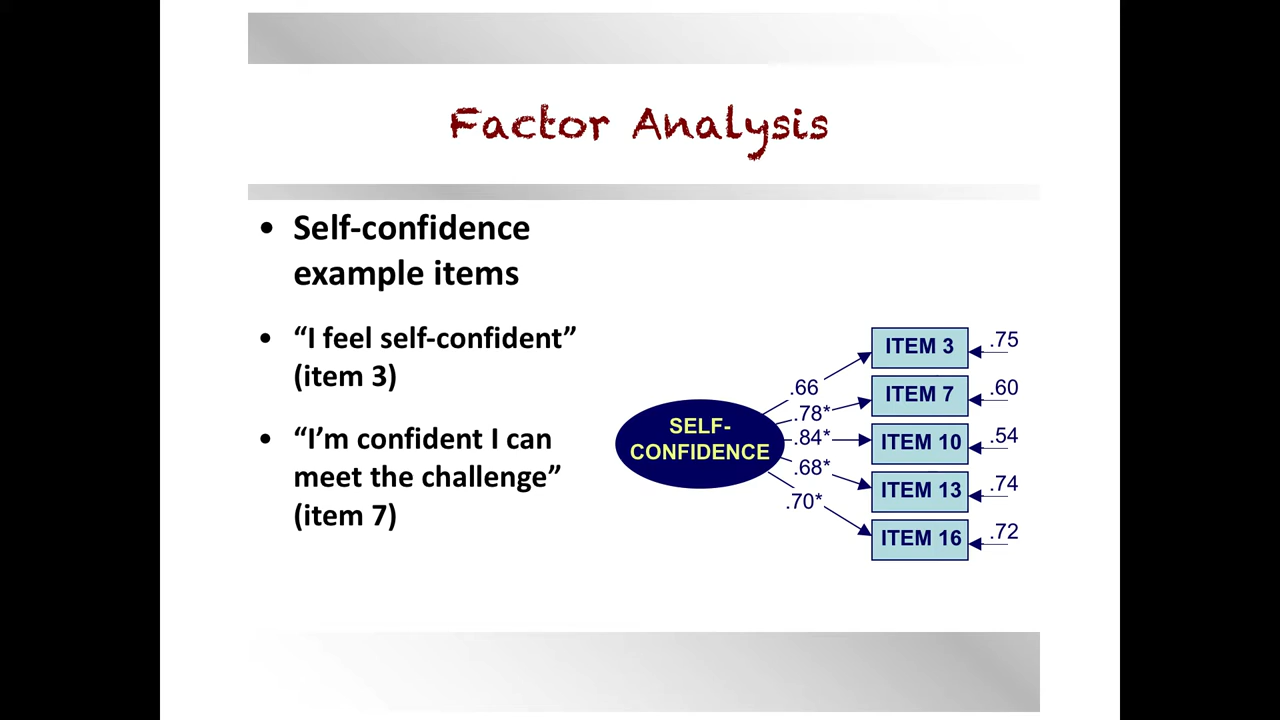 Factor Analysis
• Self-confidence
example items
• “I feel self-confident”
(item 3)
• “I’m confident I can
meet the challenge”
(item 7)
SELF-
CONFIDENCE
.66
.78*
.84*
.68*
.70*
ITEM 3
.75
ITEM 7
.60
ITEM 10
.54
ITEM 13
.74
ITEM 16
.72